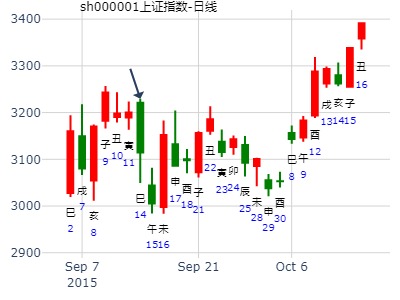 sh000001上证指数-日线
3400
3300
3200
3100
3000
2900
巳 戌 亥 子 丑 寅 巳 午 未 申 酉 子 丑 寅 卯 辰 未 申 酉 巳 午 酉 戌 亥 子 丑
2 7 8 9 10 11 14 15 16 17 18 21 22 23 24 25 28 29 30 8 9 12 13 14 15 16
Sep 7 Sep 21 Oct 6
2015